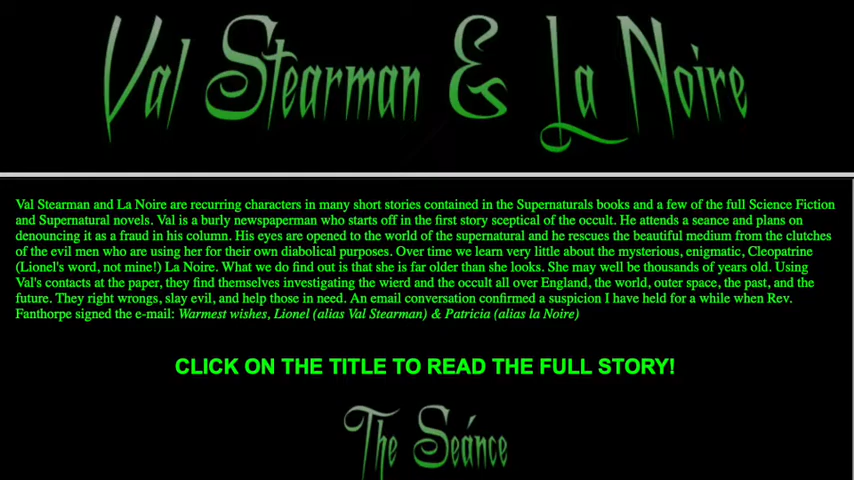 Val Stearman & La Noire
Val Stearman and La Noire are recurring characters in many short stories contained in the Supernaturals books and a few of the full Science Fiction
and Supernatural novels. Val is a burly newspaperman who starts off in the first story sceptical of the occult. He attends a seance and plans on
denouncing it as a fraud in his column. His eyes are opened to the world of the supernatural and he rescues the beautiful medium from the clutches
of the evil men who are using her for their own diabolical purposes. Over time we learn very little about the mysterious, enigmatic, Cleopatrine
(Lionel's word, not mine!) La Noire. What we do find out is that she is far older than she looks. She may well be thousands of years old. Using
Val's contacts at the paper, they find themselves investigating the wierd and the occult all over England, the world, outer space, the past, and the
future. They right wrongs, slay evil, and help those in need. An email conversation confirmed a suspicion I have held for a while when Rev.
Fanthorpe signed the e-mail: Warmest wishes, Lionel (alias Val Stearman) & Patricia (alias la Noire)
CLICK ON THE TITLE TO READ THE FULL STORY!
The Seánce